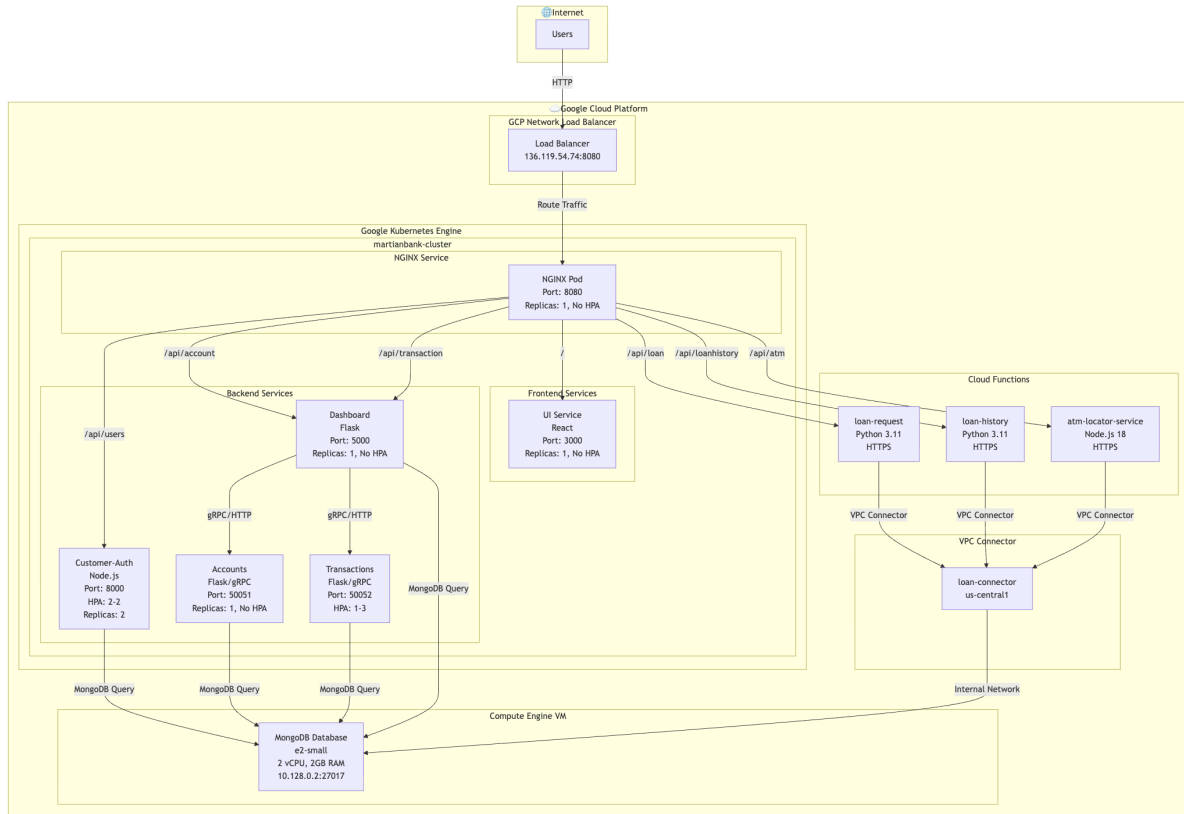 🌐Internet
Users
HTTP
☁️Google Cloud Platform
GCP Network Load Balancer
Load Balancer
136.119.54.74:8080
Route Traffic
Google Kubernetes Engine
martianbank-cluster
NGINX Service
NGINX Pod
Port: 8080
Replicas: 1, No HPA
/api/account
/api/transaction
/
/api/loan
/api/loanhistory
/api/atm
/api/users
Backend Services
Dashboard
Flask
Port: 5000
Replicas: 1, No HPA
Frontend Services
UI Service
React
Port: 3000
Replicas: 1, No HPA
Cloud Functions
loan-request
Python 3.11
HTTPS
loan-history
Python 3.11
HTTPS
atm-locator-service
Node.js 18
HTTPS
gRPC/HTTP
gRPC/HTTP
VPC Connector
VPC Connector
VPC Connector
Customer-Auth
Node.js
Port: 8000
HPA: 2-2
Replicas: 2
Accounts
Flask/gRPC
Port: 50051
Replicas: 1, No HPA
Transactions
Flask/gRPC
Port: 50052
HPA: 1-3
MongoDB Query
VPC Connector
loan-connector
us-central1
MongoDB Query
MongoDB Query
MongoDB Query
Internal Network
Compute Engine VM
MongoDB Database
e2-small
2 vCPU, 2GB RAM
10.128.0.2:27017